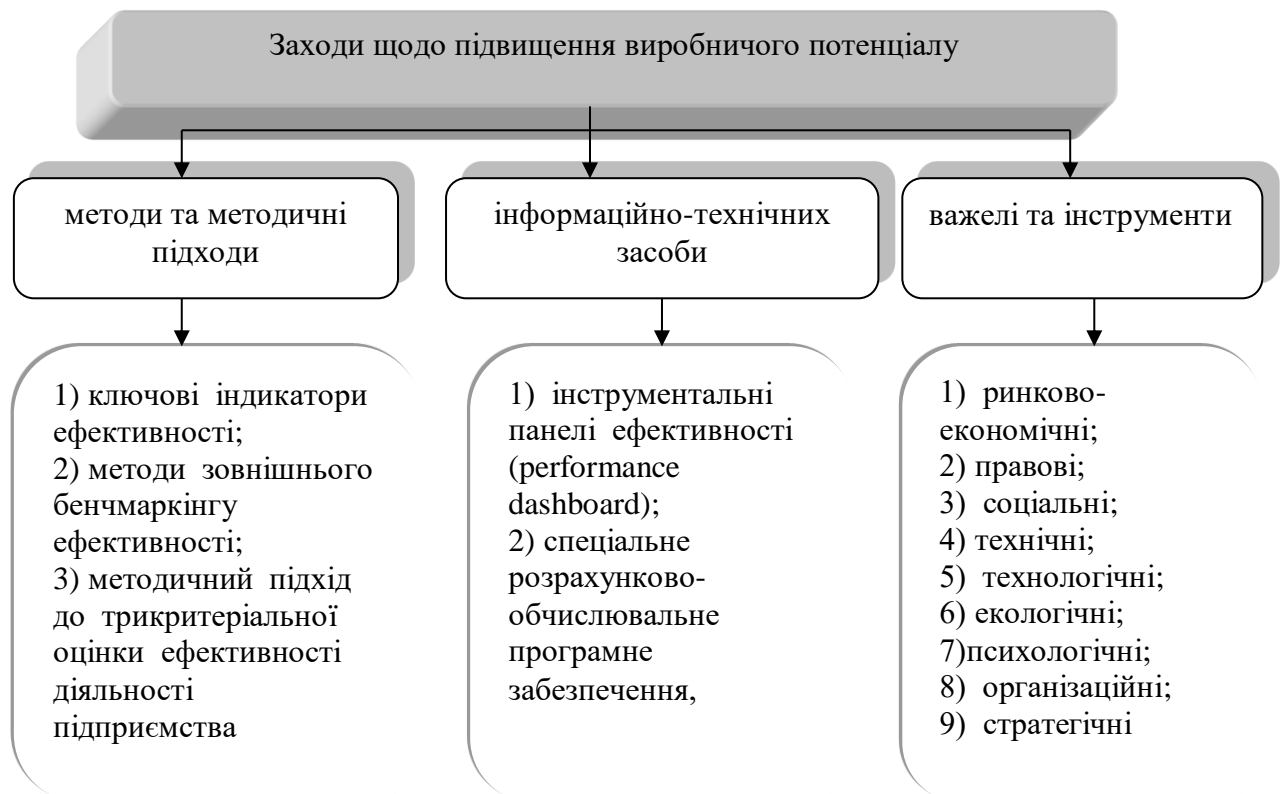 Заходи щодо підвищення виробничого потенціалу
методи та методичні
підходи
інформаційно-технічних
засоби
важелі та інструменти
1) ключові індикатори
ефективності;
2) методи зовнішнього
бенчмаркінгу
ефективності;
3) методичний підхід
до трикритеріальної
оцінки ефективності
діяльності
підприємства
1) інструментальні
панелі ефективності
(performance
dashboard);
2) спеціальне
розрахунково-
обчислювальне
програмне
забезпечення,
1) ринково-
економічні;
2) правові;
3) соціальні;
4) технічні;
5) технологічні;
6) екологічні;
7)психологічні;
8) організаційні;
9) стратегічні